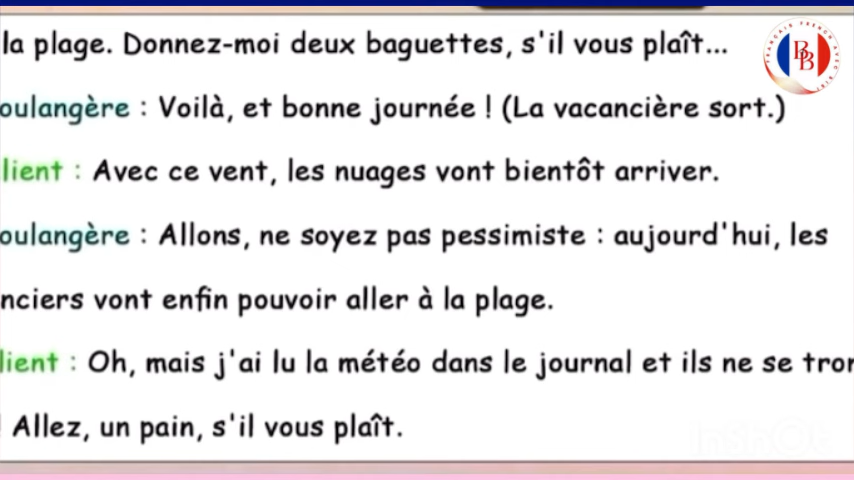 la plage. Donnez-moi deux baguettes, s'il vous plaît...
oulangère : Voilà, et bonne journée ! (La vacancière sort.)
lient : Avec ce vent, les nuages vont bientôt arriver.
oulangère : Allons, ne soyez pas pessimiste : aujourd'hui, les
nciers vont enfin pouvoir aller à la plage.
lient : Oh, mais j'ai lu la météo dans le journal et ils ne se tror
! Allez, un pain, s'il vous plaît.